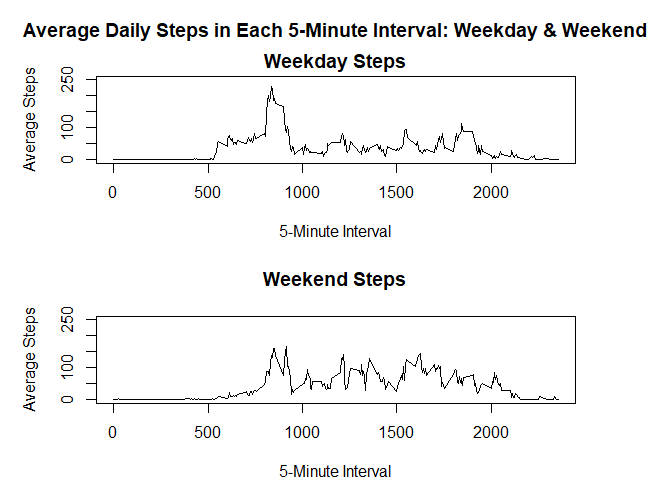 Average Daily Steps in Each 5-Minute Interval: Weekday & Weekend
Weekday Steps
Average Steps
250
100
0
0 500 1000 1500 2000
5-Minute Interval
Weekend Steps
Average Steps
250
100
0
0 500 1000 1500 2000
5-Minute Interval